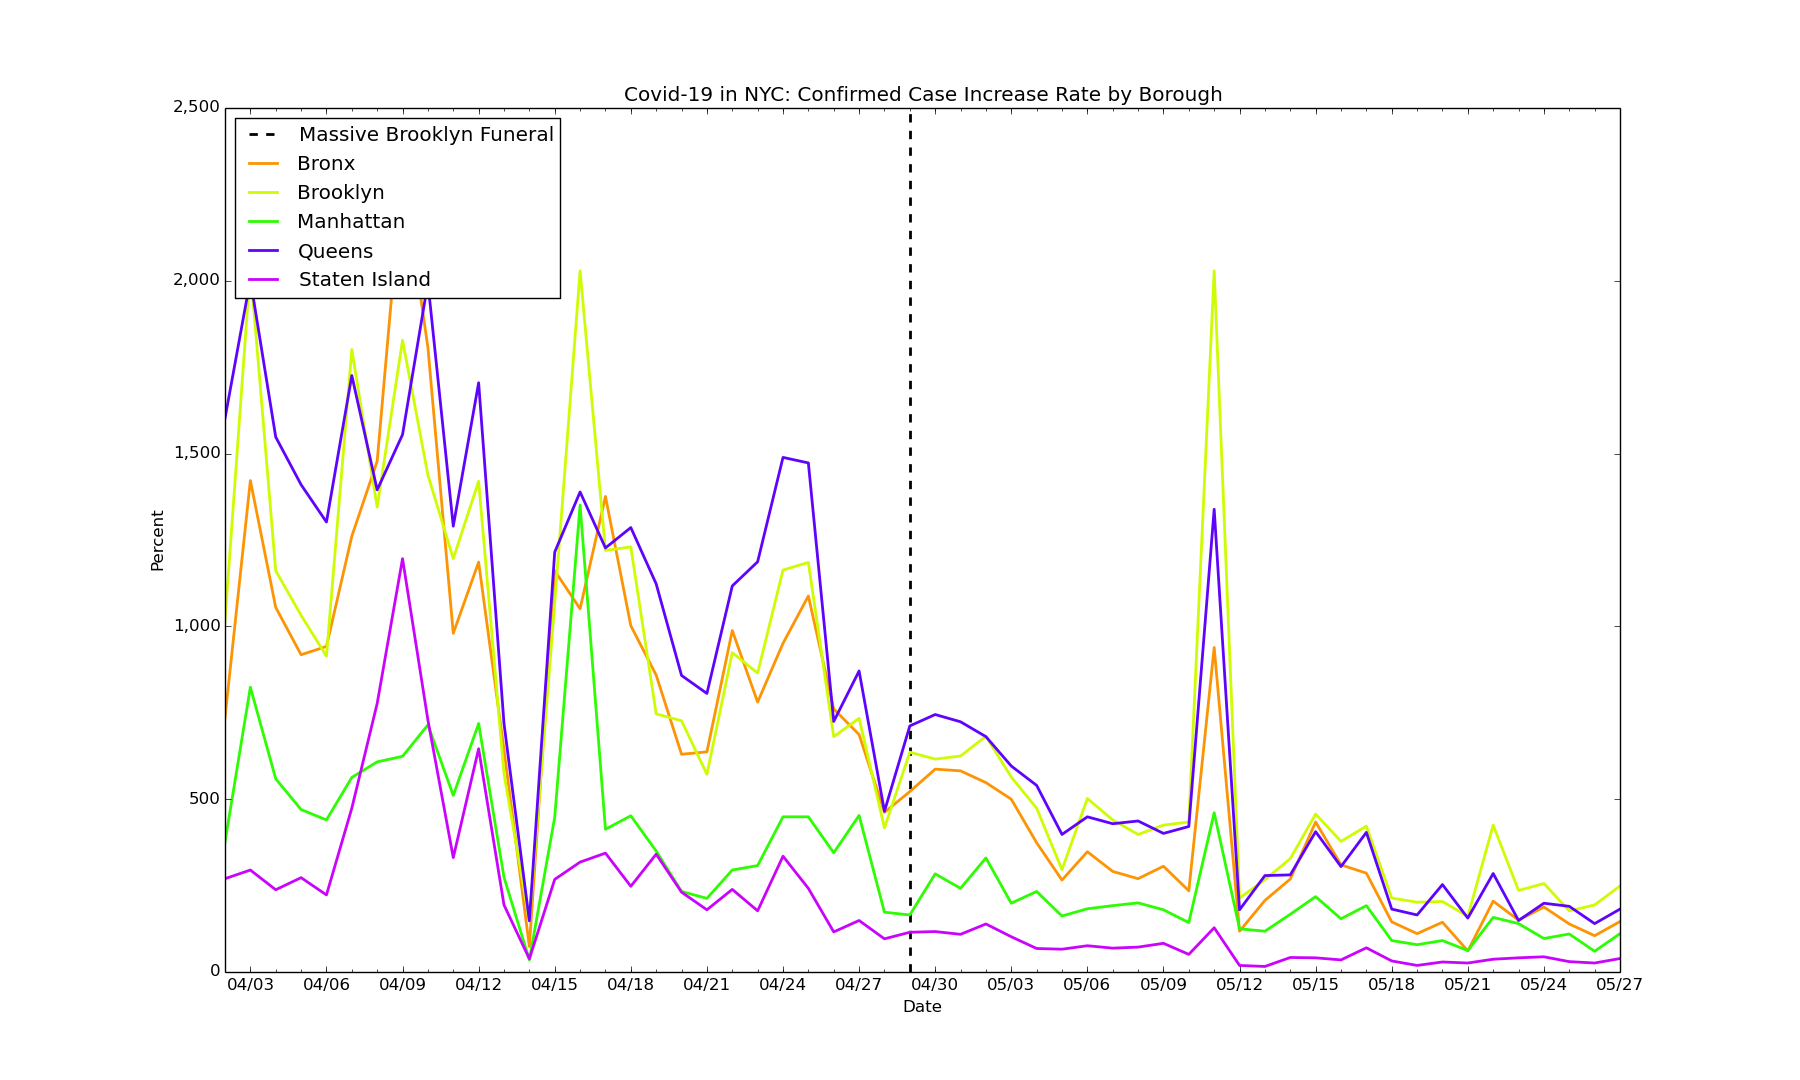 Covid-19 in NYC: Confirmed Case Increase Rate by Borough
2,500
2,000
1,500
1,000
500
0
Percent
Massive Brooklyn Funeral
Bronx
Brooklyn
Manhattan
Queens
Staten Island
04/03 04/06 04/09 04/12 04/15 04/18 04/21 04/24 04/27 04/30 05/03 05/06 05/09 05/12 05/15 05/18 05/21 05/24 05/27
Date